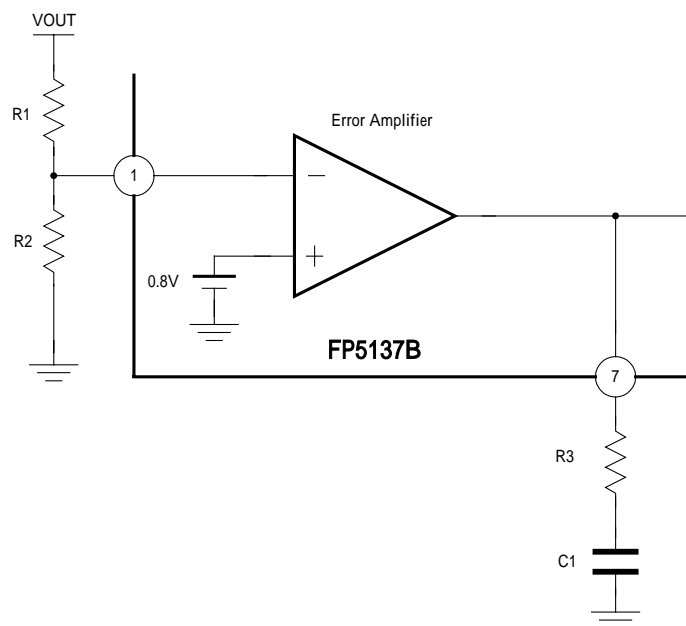 VOUT
R1
Error Amplifier
1
−
R2
+
0.8V
FP5137B
7
R3
C1